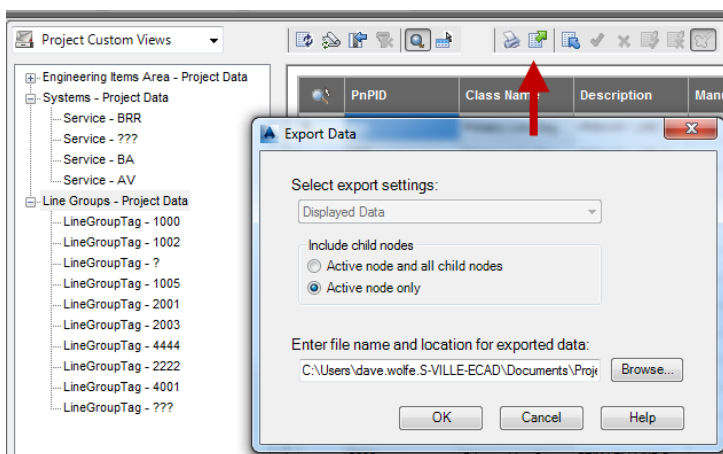 Project Custom Views
Engineering Items Area - Project Data
Systems - Project Data
Service - BRR
Service - ???
Service - BA
Service - AV
Line Groups - Project Data
LineGroupTag - 1000
LineGroupTag - 1002
LineGroupTag - ?
LineGroupTag - 1005
LineGroupTag - 2001
LineGroupTag - 2003
LineGroupTag - 4444
LineGroupTag - 2222
LineGroupTag - 4001
LineGroupTag - ???
PnPID Class Name Description Manu
Export Data
Select export settings:
Displayed Data
Include child nodes
Active node and all child nodes
Active node only
Enter file name and location for exported data:
C:\Users\dave.wolfe.S-VILLE-ECAD\Documents\Proje Browse...
OK Cancel Help